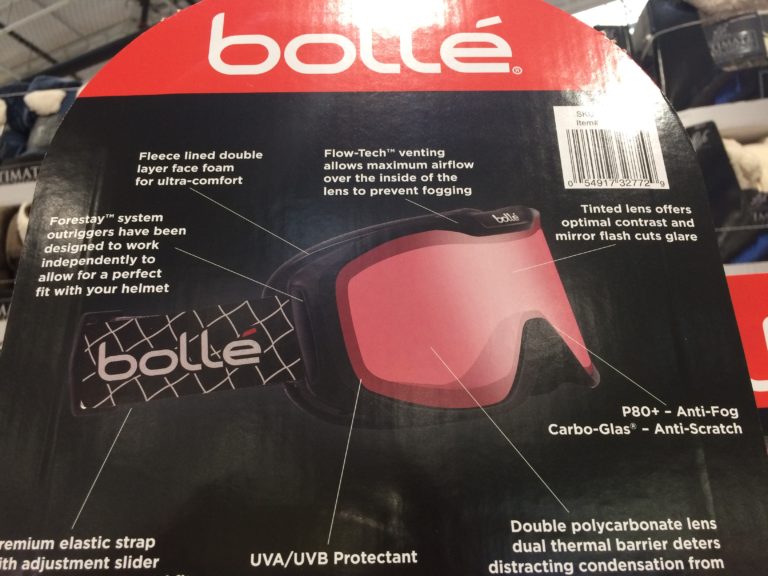 bollé®
SKU
Item#
0 54917 32772 9
Fleece lined double
layer face foam
for ultra-comfort
Flow-Tech™ venting
allows maximum airflow
over the inside of the
lens to prevent fogging
Tinted lens offers
optimal contrast and
mirror flash cuts glare
Forestay™ system
outriggers have been
designed to work
independently to
allow for a perfect
fit with your helmet
bollé
bollé
P80+ – Anti-Fog
Carbo-Glas® – Anti-Scratch
remium elastic strap
ith adjustment slider
UVA/UVB Protectant
Double polycarbonate lens
dual thermal barrier deters
distracting condensation from